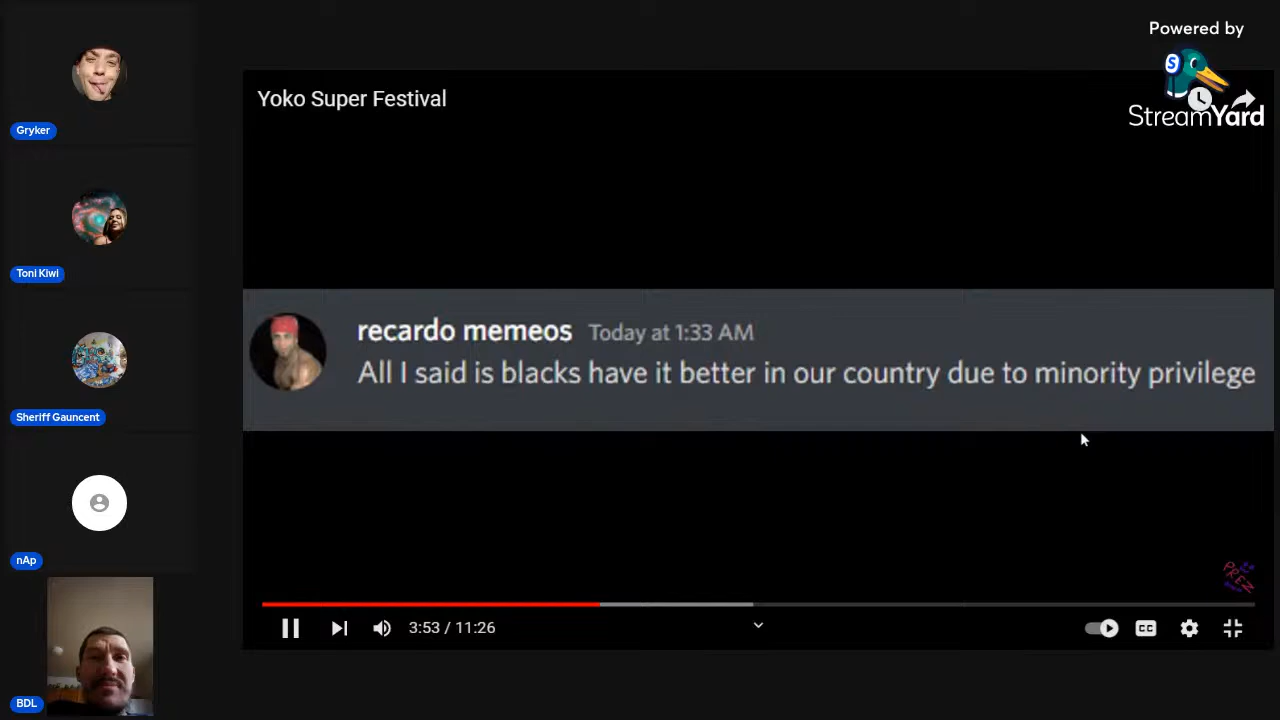 Powered by
StreamYard
Yoko Super Festival
Gryker
Toni Kiwi
recardo memeos Today at 1:33 AM
All I said is blacks have it better in our country due to minority privilege
Sheriff Gauncent
nAp
PREZ
3:53 / 11:26
CC
BDL